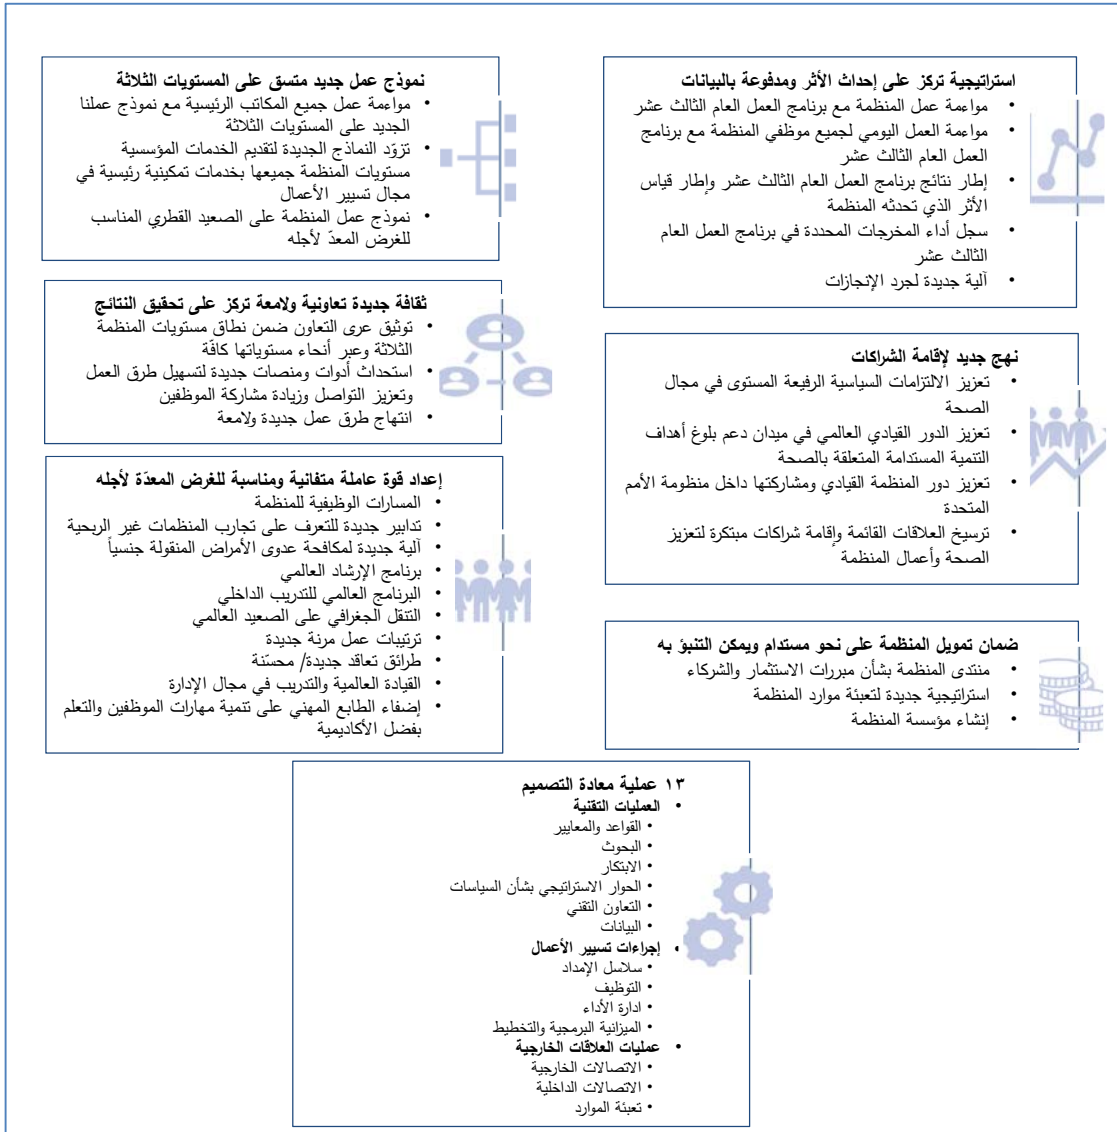 استراتيجية تركز على إحداث الأثر ومدفوعة بالبيانات
• مواءمة عمل المنظمة مع برنامج العمل العام الثالث عشر
• مواءمة العمل اليومي لجميع موظفي المنظمة مع برنامج
العمل العام الثالث عشر
• إطار نتائج برنامج العمل العام الثالث عشر وإطار قياس
الأثر الذي تحدثه المنظمة
• سجل أداء المخرجات المحددة في برنامج العمل العام
الثالث عشر
• آلية جديدة لجرد الإنجازات
نهج جديد لإقامة الشراكات
• تعزيز الالتزامات السياسية الرفيعة المستوى في مجال
الصحة
• تعزيز الدور القيادي العالمي في ميدان دعم بلوغ أهداف
التنمية المستدامة المتعلقة بالصحة
• تعزيز دور المنظمة القيادي ومشاركتها داخل منظومة الأمم
المتحدة
• ترسيخ العلاقات القائمة وإقامة شراكات مبتكرة لتعزيز
الصحة وأعمال المنظمة
ضمان تمويل المنظمة على نحو مستدام ويمكن التنبؤ به
• منتدى المنظمة بشأن مبررات الاستثمار والشركاء
• استراتيجية جديدة لتعبئة موارد المنظمة
• إنشاء مؤسسة المنظمة
نموذج عمل جديد متسق على المستويات الثلاثة
• مواءمة عمل جميع المكاتب الرئيسية مع نموذج عملنا
الجديد على المستويات الثلاثة
• تزوّد النماذج الجديدة لتقديم الخدمات المؤسسية
مستويات المنظمة جميعها بخدمات تمكينية رئيسية في
مجال تسيير الأعمال
• نموذج عمل المنظمة على الصعيد القطري المناسب
للغرض المعدّ لأجله
ثقافة جديدة تعاونية ولامعة تركز على تحقيق النتائج
• توثيق عرى التعاون ضمن نطاق مستويات المنظمة
الثلاثة وعبر أنحاء مستوياتها كافّة
• استحداث أدوات ومنصات جديدة لتسهيل طرق العمل
وتعزيز التواصل وزيادة مشاركة الموظفين
• انتهاج طرق عمل جديدة ولامعة
إعداد قوة عاملة متفانية ومناسبة للغرض المعدّة لأجله
• المسارات الوظيفية للمنظمة
• تدابير جديدة للتعرف على تجارب المنظمات غير الربحية
• آلية جديدة لمكافحة عدوى الأمراض المنقولة جنسياً
• برنامج الإرشاد العالمي
• البرنامج العالمي للتدريب الداخلي
• التنقل الجغرافي على الصعيد العالمي
• ترتيبات عمل مرنة جديدة
• طرائق تعاقد جديدة/ محسّنة
• القيادة العالمية والتدريب في مجال الإدارة
• إضفاء الطابع المهني على تنمية مهارات الموظفين والتعلم
بفضل الأكاديمية
١٣ عملية معادة التصميم
• العمليات التقنية
• القواعد والمعايير
• البحوث
• الابتكار
• الحوار الاستراتيجي بشأن السياسات
• التعاون التقني
• البيانات
• إجراءات تسيير الأعمال
• سلاسل الإمداد
• التوظيف
• ادارة الأداء
• الميزانية البرمجية والتخطيط
• عمليات العلاقات الخارجية
• الاتصالات الخارجية
• الاتصالات الداخلية
• تعبئة الموارد